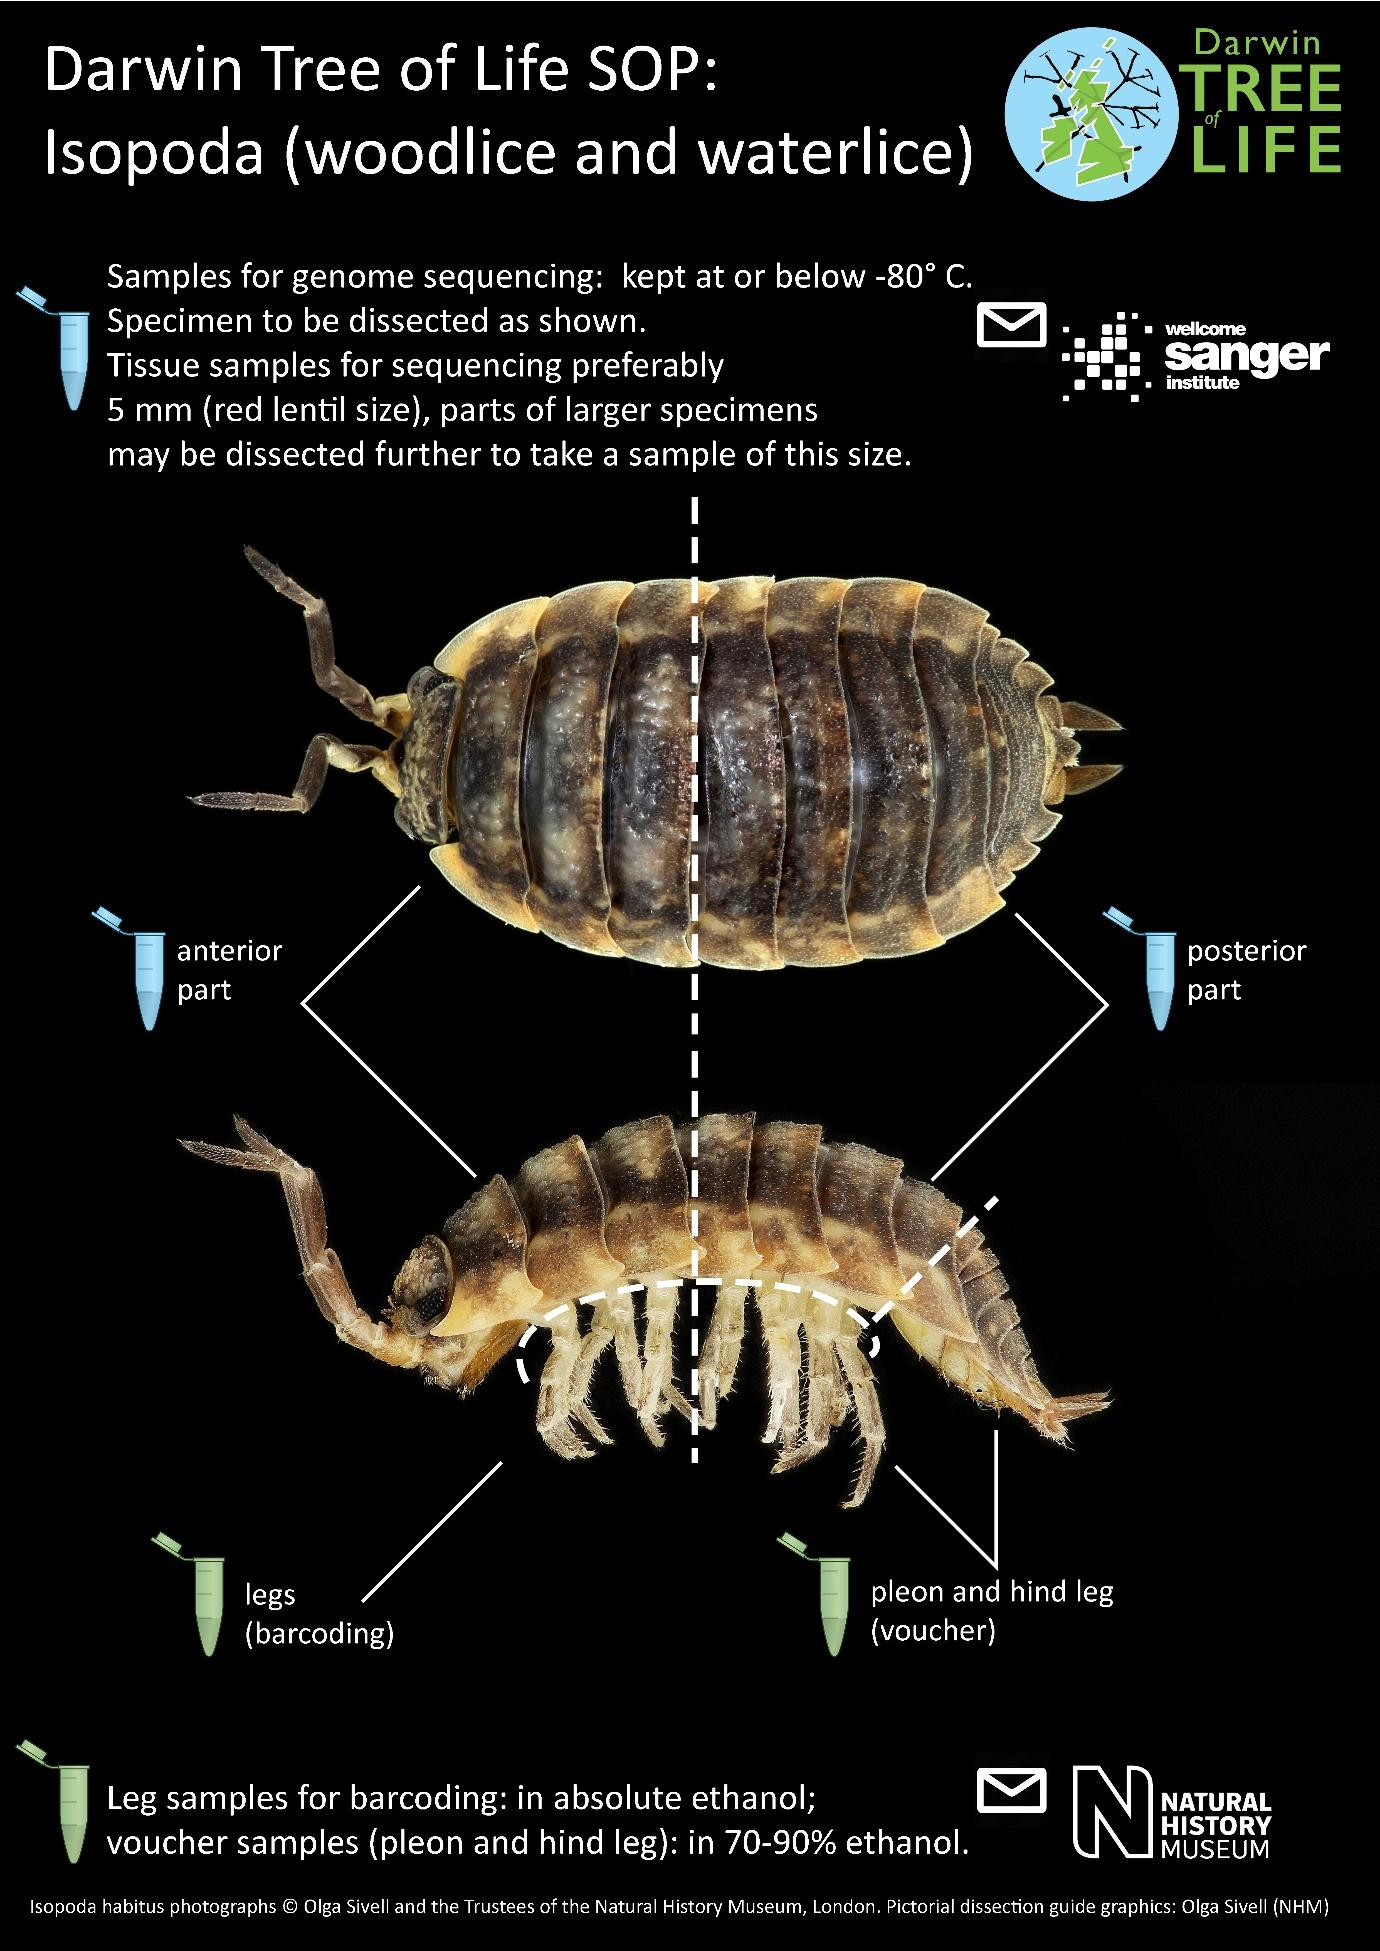 Darwin Tree of Life SOP:
Isopoda (woodlice and waterlice)
Darwin
TREE
of
LIFE
Samples for genome sequencing:  kept at or below -80° C.
Specimen to be dissected as shown.
Tissue samples for sequencing preferably
5 mm (red lentil size), parts of larger specimens
may be dissected further to take a sample of this size.
wellcome
sanger
institute
anterior
part
posterior
part
legs
(barcoding)
pleon and hind leg
(voucher)
Leg samples for barcoding: in absolute ethanol;
voucher samples (pleon and hind leg): in 70-90% ethanol.
N
NATURAL
HISTORY
MUSEUM
Isopoda habitus photographs © Olga Sivell and the Trustees of the Natural History Museum, London. Pictorial dissection guide graphics: Olga Sivell (NHM)